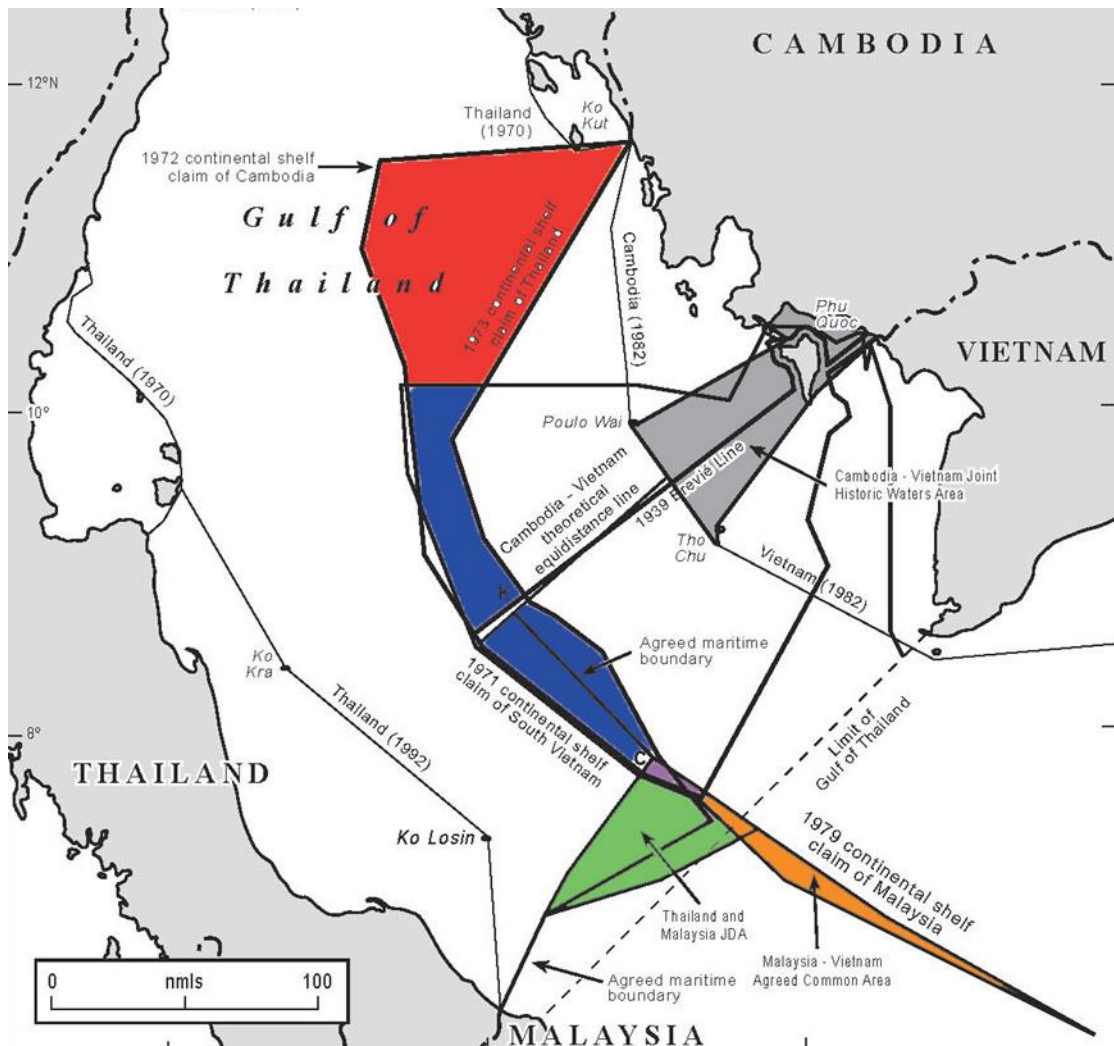 CAMBODIA
12°N
Thailand
(1970)
Ko
Kut
1972 continental shelf
claim of Cambodia
Gulf of
Thailand
1973 continental shelf
claim of Thailand
Cambodia (1982)
Phu
Quoc
VIETNAM
Thailand (1970)
10°
Poulo Wai
Cambodia - Vietnam
theoretical
equidistance line
1939 Brevié Line
Cambodia - Vietnam Joint
Historic Waters Area
Tho
Chu
Vietnam (1982)
K
Agreed maritime
boundary
Ko
Kra
1971 continental shelf
claim of South Vietnam
Thailand (1992)
Limit of
Gulf of Thailand
8°
C
THAILAND
Ko Losin
1979 continental shelf
claim of Malaysia
Thailand and
Malaysia JDA
Malaysia - Vietnam
Agreed Common Area
Agreed maritime
boundary
0 nmls 100
MALAYSIA